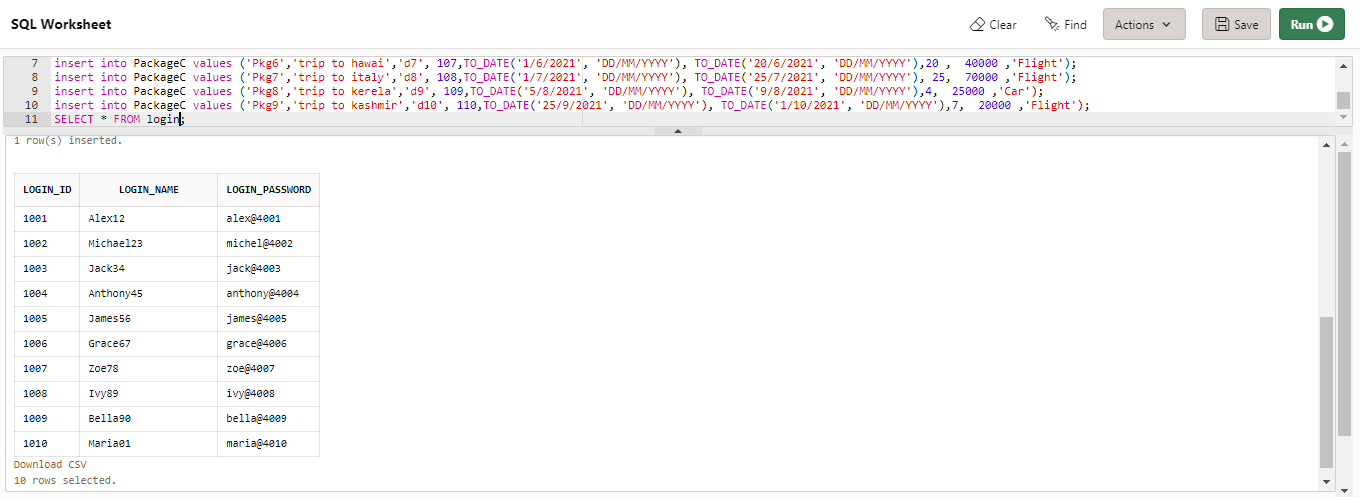 SQL Worksheet
Clear Find Actions Save Run
7 insert into PackageC values ('Pkg6','trip to hawai','d7', 107,TO_DATE('1/6/2021', 'DD/MM/YYYY'), TO_DATE('20/6/2021', 'DD/MM/YYYY'),20 , 40000 ,'Flight');
8 insert into PackageC values ('Pkg7','trip to italy','d8', 108,TO_DATE('1/7/2021', 'DD/MM/YYYY'), TO_DATE('25/7/2021', 'DD/MM/YYYY'), 25, 70000 ,'Flight');
9 insert into PackageC values ('Pkg8','trip to kerela','d9', 109,TO_DATE('5/8/2021', 'DD/MM/YYYY'), TO_DATE('9/8/2021', 'DD/MM/YYYY'),4, 25000 ,'Car');
10 insert into PackageC values ('Pkg9','trip to kashmir','d10', 110,TO_DATE('25/9/2021', 'DD/MM/YYYY'), TO_DATE('1/10/2021', 'DD/MM/YYYY'),7, 20000 ,'Flight');
11 SELECT * FROM login;
1 row(s) inserted.
LOGIN_ID LOGIN_NAME LOGIN_PASSWORD
1001 Alex12 alex@4001
1002 Michael23 michel@4002
1003 Jack34 jack@4003
1004 Anthony45 anthony@4004
1005 James56 james@4005
1006 Grace67 grace@4006
1007 Zoe78 zoe@4007
1008 Ivy89 ivy@4008
1009 Bella90 bella@4009
1010 Maria01 maria@4010
Download CSV
10 rows selected.